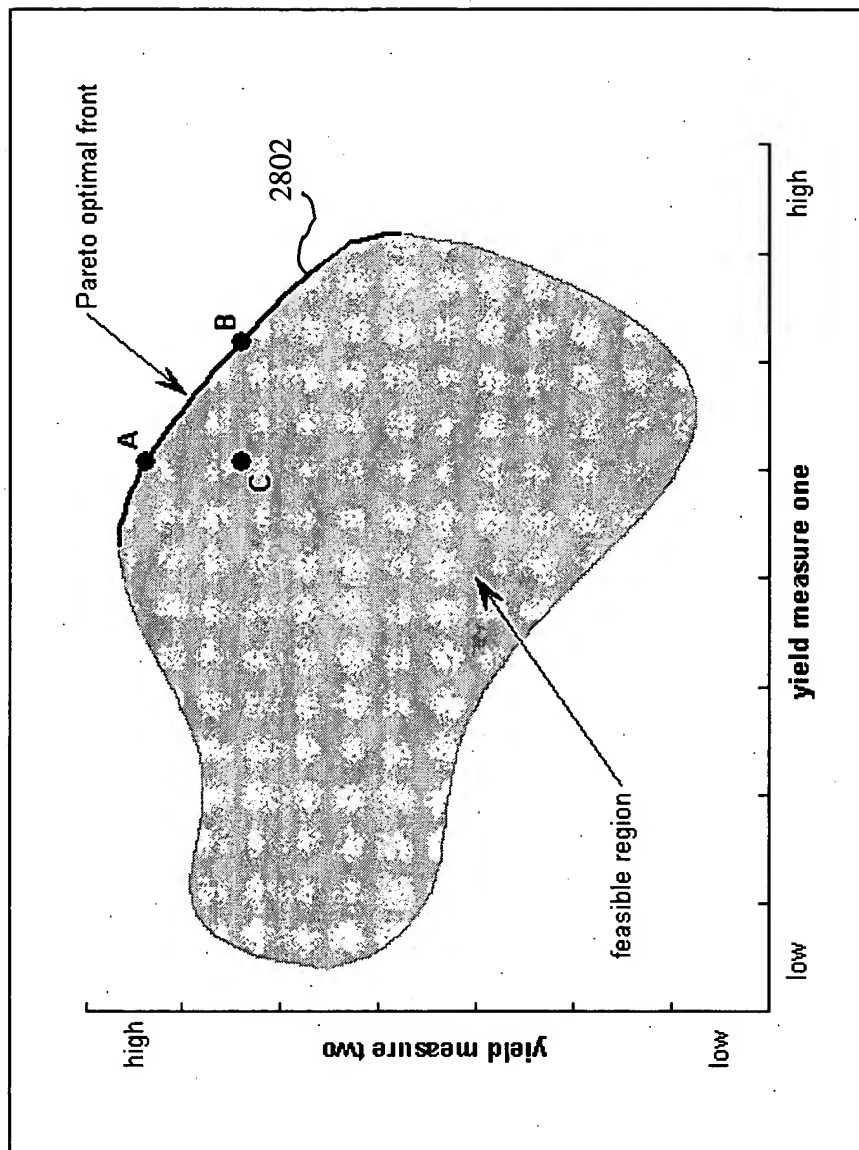 Pareto optimal front
2802
A
B
C
feasible region
high
yield measure two
low
low
high
yield measure one